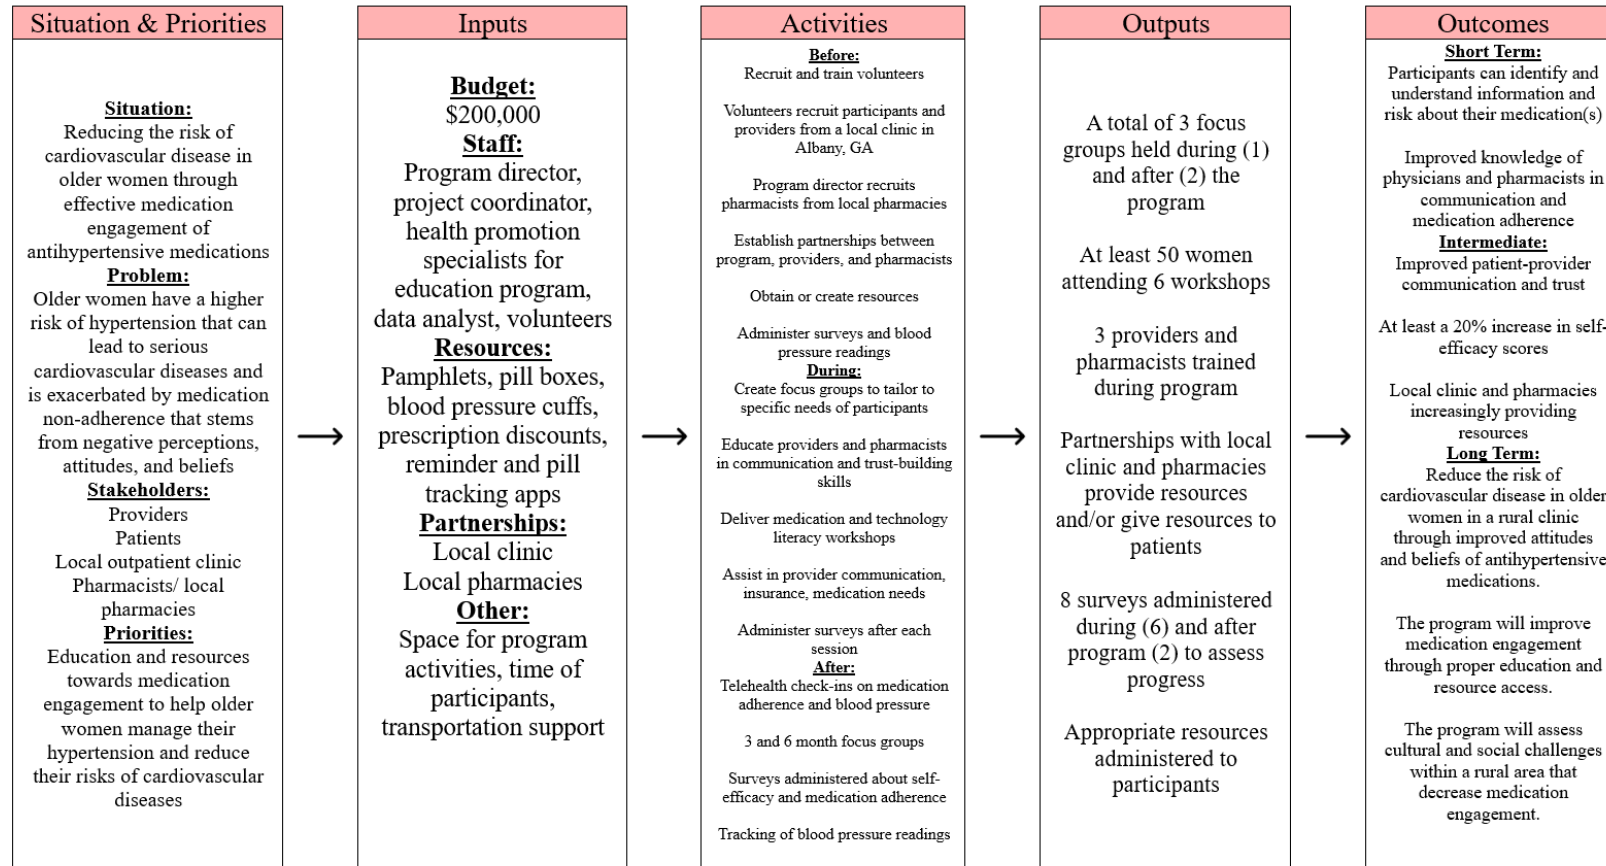 Situation & Priorities
Situation:
Reducing the risk of
cardiovascular disease in
older women through
effective medication
engagement of
antihypertensive medications
Problem:
Older women have a higher
risk of hypertension that can
lead to serious
cardiovascular diseases and
is exacerbated by medication
non-adherence that stems
from negative perceptions,
attitudes, and beliefs
Stakeholders:
Providers
Patients
Local outpatient clinic
Pharmacists/ local
pharmacies
Priorities:
Education and resources
towards medication
engagement to help older
women manage their
hypertension and reduce
their risks of cardiovascular
diseases
Inputs
Budget:
$200,000
Staff:
Program director,
project coordinator,
health promotion
specialists for
education program,
data analyst, volunteers
Resources:
Pamphlets, pill boxes,
blood pressure cuffs,
prescription discounts,
reminder and pill
tracking apps
Partnerships:
Local clinic
Local pharmacies
Other:
Space for program
activities, time of
participants,
transportation support
Activities
Before:
Recruit and train volunteers
Volunteers recruit participants and
providers from a local clinic in
Albany, GA
Program director recruits
pharmacists from local pharmacies
Establish partnerships between
program, providers, and pharmacists
Obtain or create resources
Administer surveys and blood
pressure readings
During:
Create focus groups to tailor to
specific needs of participants
Educate providers and pharmacists
in communication and trust-building
skills
Deliver medication and technology
literacy workshops
Assist in provider communication,
insurance, medication needs
Administer surveys after each
session
After:
Telehealth check-ins on medication
adherence and blood pressure
3 and 6 month focus groups
Surveys administered about self-
efficacy and medication adherence
Tracking of blood pressure readings
Outputs
A total of 3 focus
groups held during (1)
and after (2) the
program
At least 50 women
attending 6 workshops
3 providers and
pharmacists trained
during program
Partnerships with local
clinic and pharmacies
provide resources
and/or give resources to
patients
8 surveys administered
during (6) and after
program (2) to assess
progress
Appropriate resources
administered to
participants
Outcomes
Short Term:
Participants can identify and
understand information and
risk about their medication(s)
Improved knowledge of
physicians and pharmacists in
communication and
medication adherence
Intermediate:
Improved patient-provider
communication and trust
At least a 20% increase in self-
efficacy scores
Local clinic and pharmacies
increasingly providing
resources
Long Term:
Reduce the risk of
cardiovascular disease in older
women in a rural clinic
through improved attitudes
and beliefs of antihypertensive
medications.
The program will improve
medication engagement
through proper education and
resource access.
The program will assess
cultural and social challenges
within a rural area that
decrease medication
engagement.